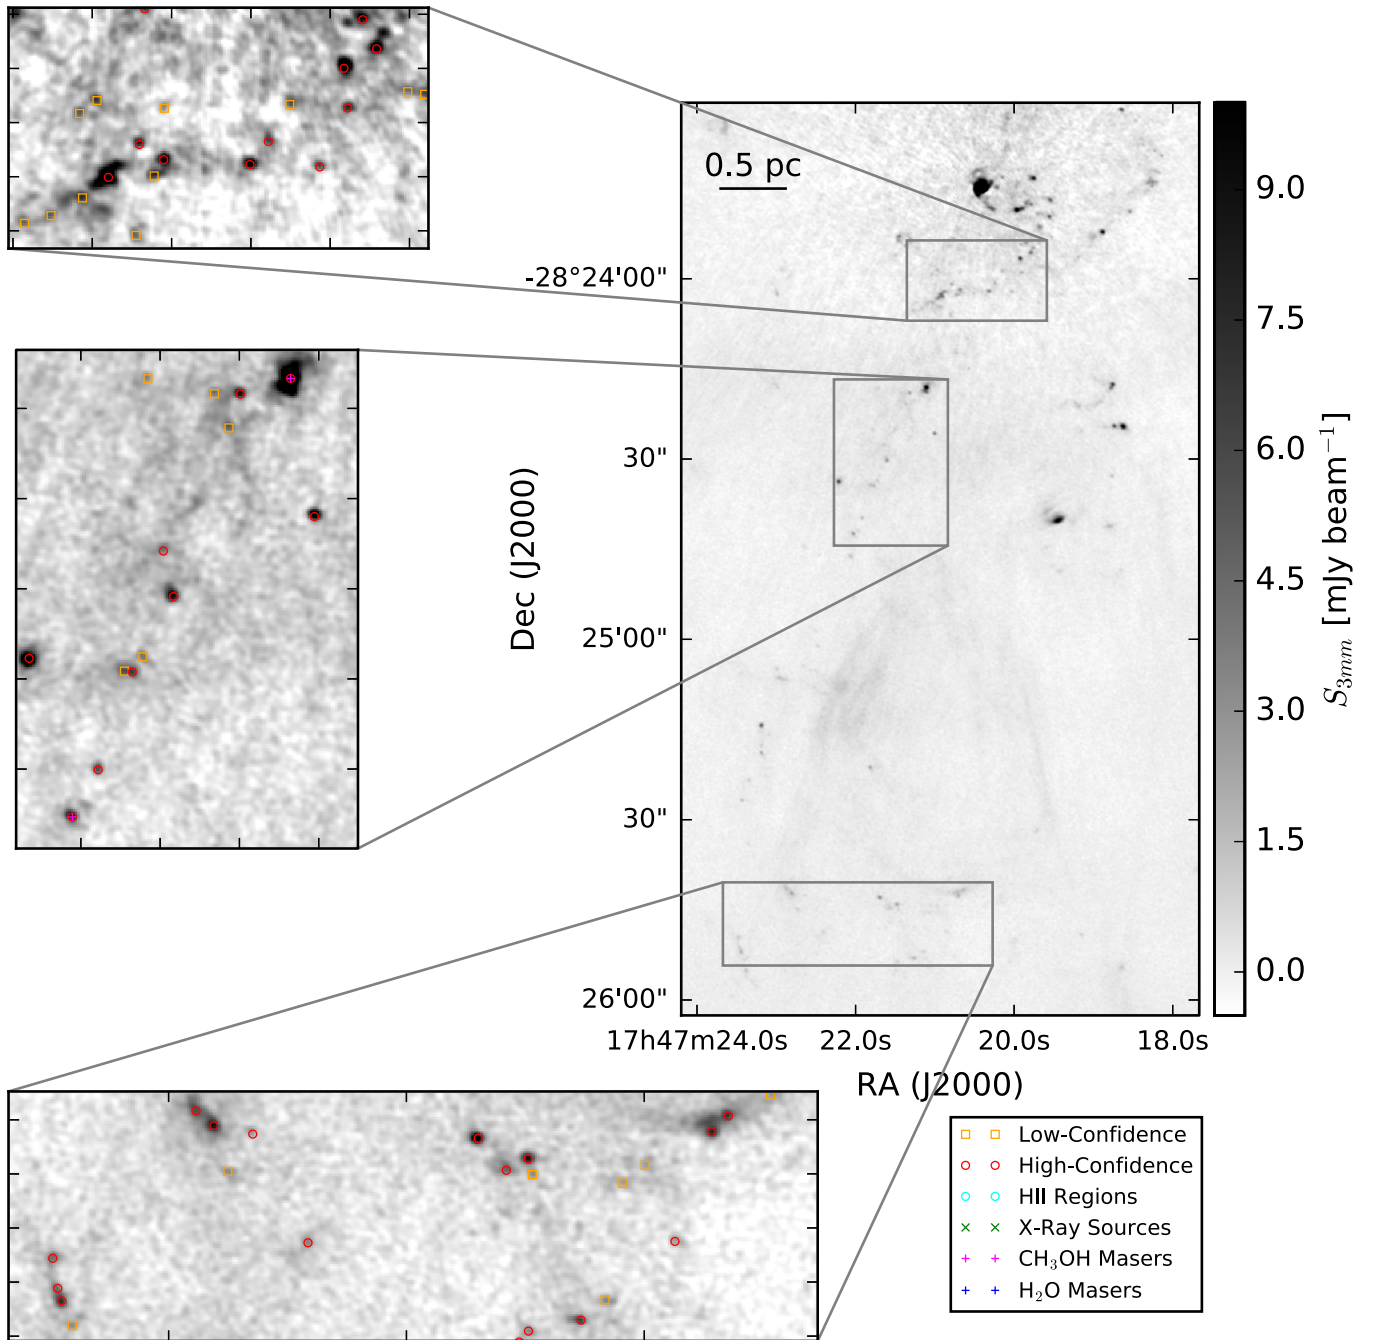 0.5 pc
-28°24'00"
30"
25'00"
30"
26'00"
Dec (J2000)
17h47m24.0s 22.0s 20.0s 18.0s
RA (J2000)
9.0
7.5
6.0
4.5
3.0
1.5
0.0
S₃ₘₘ [mJy beam⁻¹]
Low-Confidence
High-Confidence
HII Regions
X-Ray Sources
CH₃OH Masers
H₂O Masers